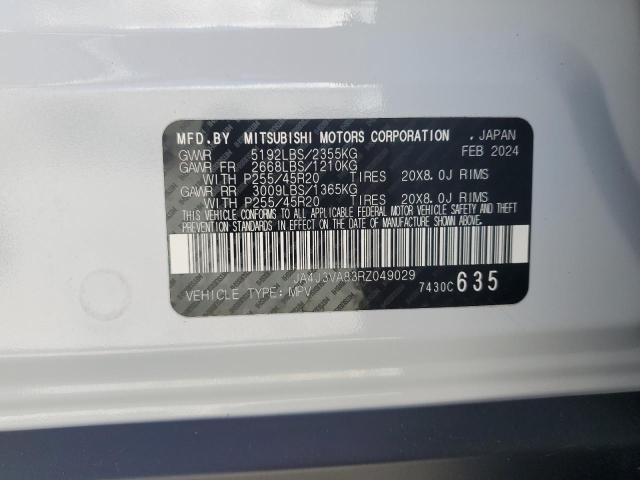 MFD.BY MITSUBISHI MOTORS CORPORATION , JAPAN
GVWR 5192LBS/2355KG FEB 2024
GAWR FR 2668LBS/1210KG
WITH P255/45R20 TIRES 20X8.0J RIMS
GAWR RR 3009LBS/1365KG
WITH P255/45R20 TIRES 20X8.0J RIMS
THIS VEHICLE CONFORMS TO ALL APPLICABLE FEDERAL MOTOR VEHICLE SAFETY AND THEFT
PREVENTION STANDARDS IN EFFECT ON THE DATE OF MANUFACTURE SHOWN ABOVE.
JA4J3VA83RZ049029
VEHICLE TYPE: MPV 7430C 635